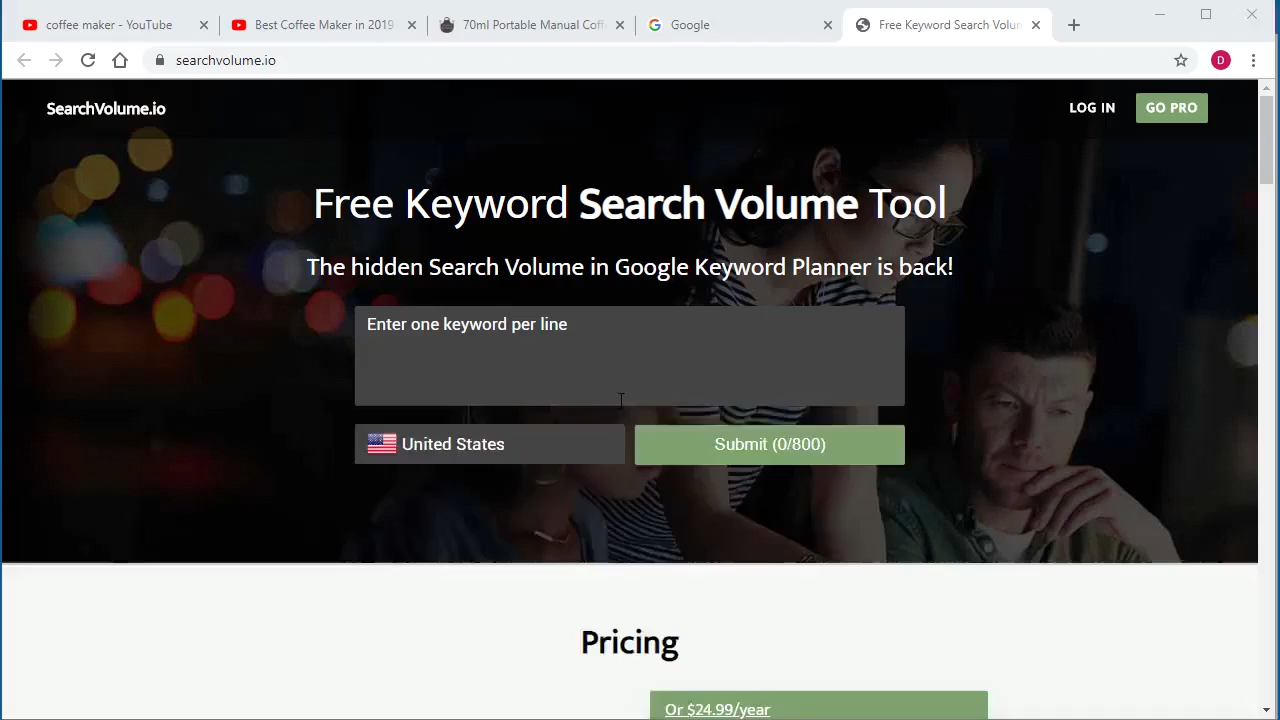 coffee maker - YouTube
Best Coffee Maker in 2019
70ml Portable Manual Coff
Google
Free Keyword Search Volun
searchvolume.io
D
SearchVolume.io
LOG IN
GO PRO
Free Keyword Search Volume Tool
The hidden Search Volume in Google Keyword Planner is back!
Enter one keyword per line
United States
Submit (0/800)
Pricing
Or $24.99/year